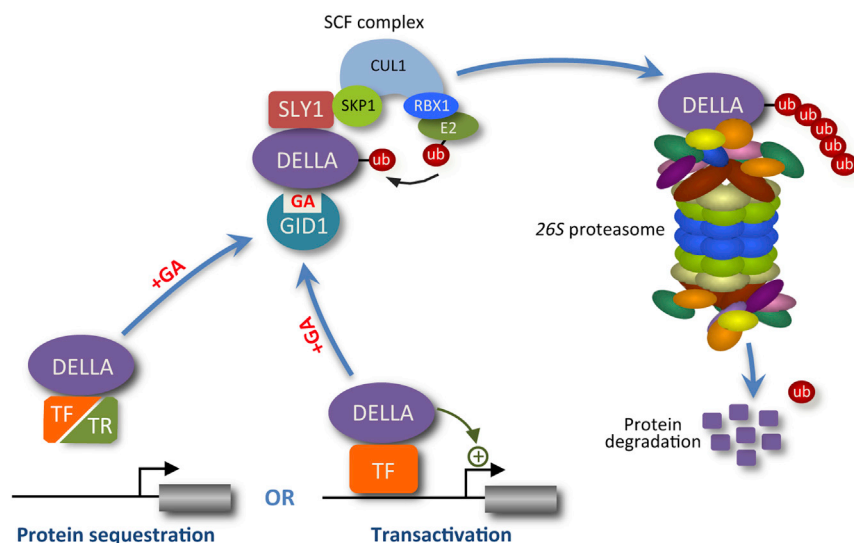 SCF complex
CUL1
SLY1
SKP1
RBX1
E2
DELLA
ub
ub
GA
GID1
DELLA
ub
ub
ub
ub
ub
26S proteasome
+GA
+GA
DELLA
TF
TR
DELLA
TF
+
OR
Protein sequestration
Transactivation
ub
Protein
degradation